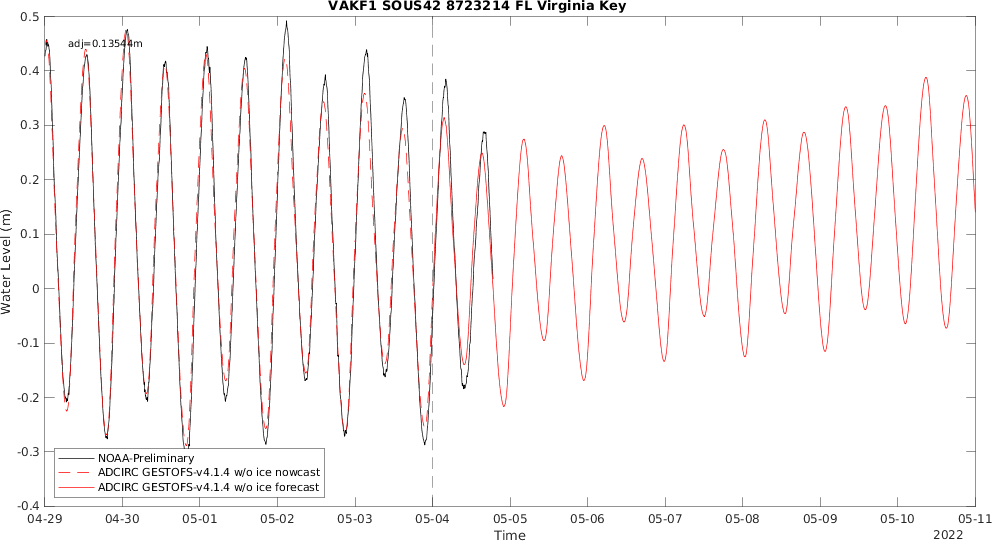 VAKF1 SOUS42 8723214 FL Virginia Key
adj=0.13544m
0.5
0.4
0.3
0.2
0.1
0
-0.1
-0.2
-0.3
-0.4
Water Level (m)
NOAA-Preliminary
ADCIRC GESTOFS-v4.1.4 w/o ice nowcast
ADCIRC GESTOFS-v4.1.4 w/o ice forecast
04-29 04-30 05-01 05-02 05-03 05-04 05-05 05-06 05-07 05-08 05-09 05-10 05-11
Time
2022